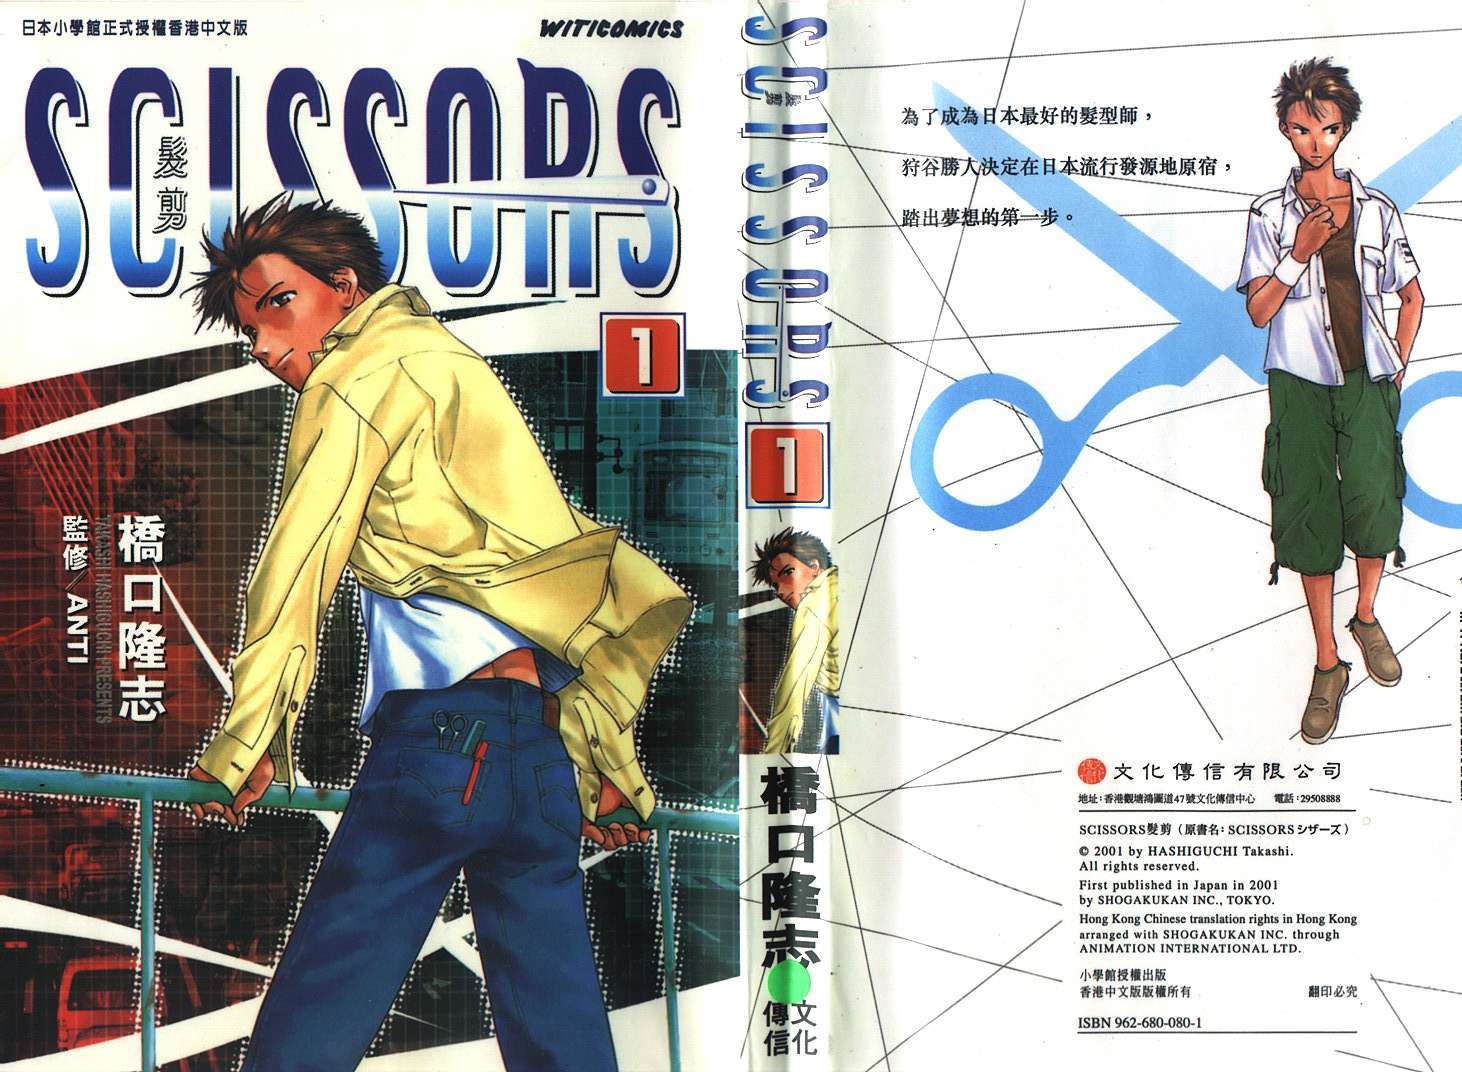 日本小學館正式授權香港中文版
WITICOMICS
SCISSORS
髮剪
1
橋口隆志
TAKASHI HASHIGUCHI PRESENTS
監修／ANTI
SCISSORS
髮剪
1
橋口隆志
文化
傳信
為了成為日本最好的髮型師，
狩谷勝人決定在日本流行發源地原宿，
踏出夢想的第一步。
文化傳信有限公司
地址：香港觀塘鴻圖道47號文化傳信中心 電話：29508888
SCISSORS髮剪（原書名：SCISSORSシザーズ）
© 2001 by HASHIGUCHI Takashi.
All rights reserved.
First published in Japan in 2001
by SHOGAKUKAN INC., TOKYO.
Hong Kong Chinese translation rights in Hong Kong
arranged with SHOGAKUKAN INC. through
ANIMATION INTERNATIONAL LTD.
小學館授權出版
香港中文版版權所有 翻印必究
ISBN 962-680-080-1